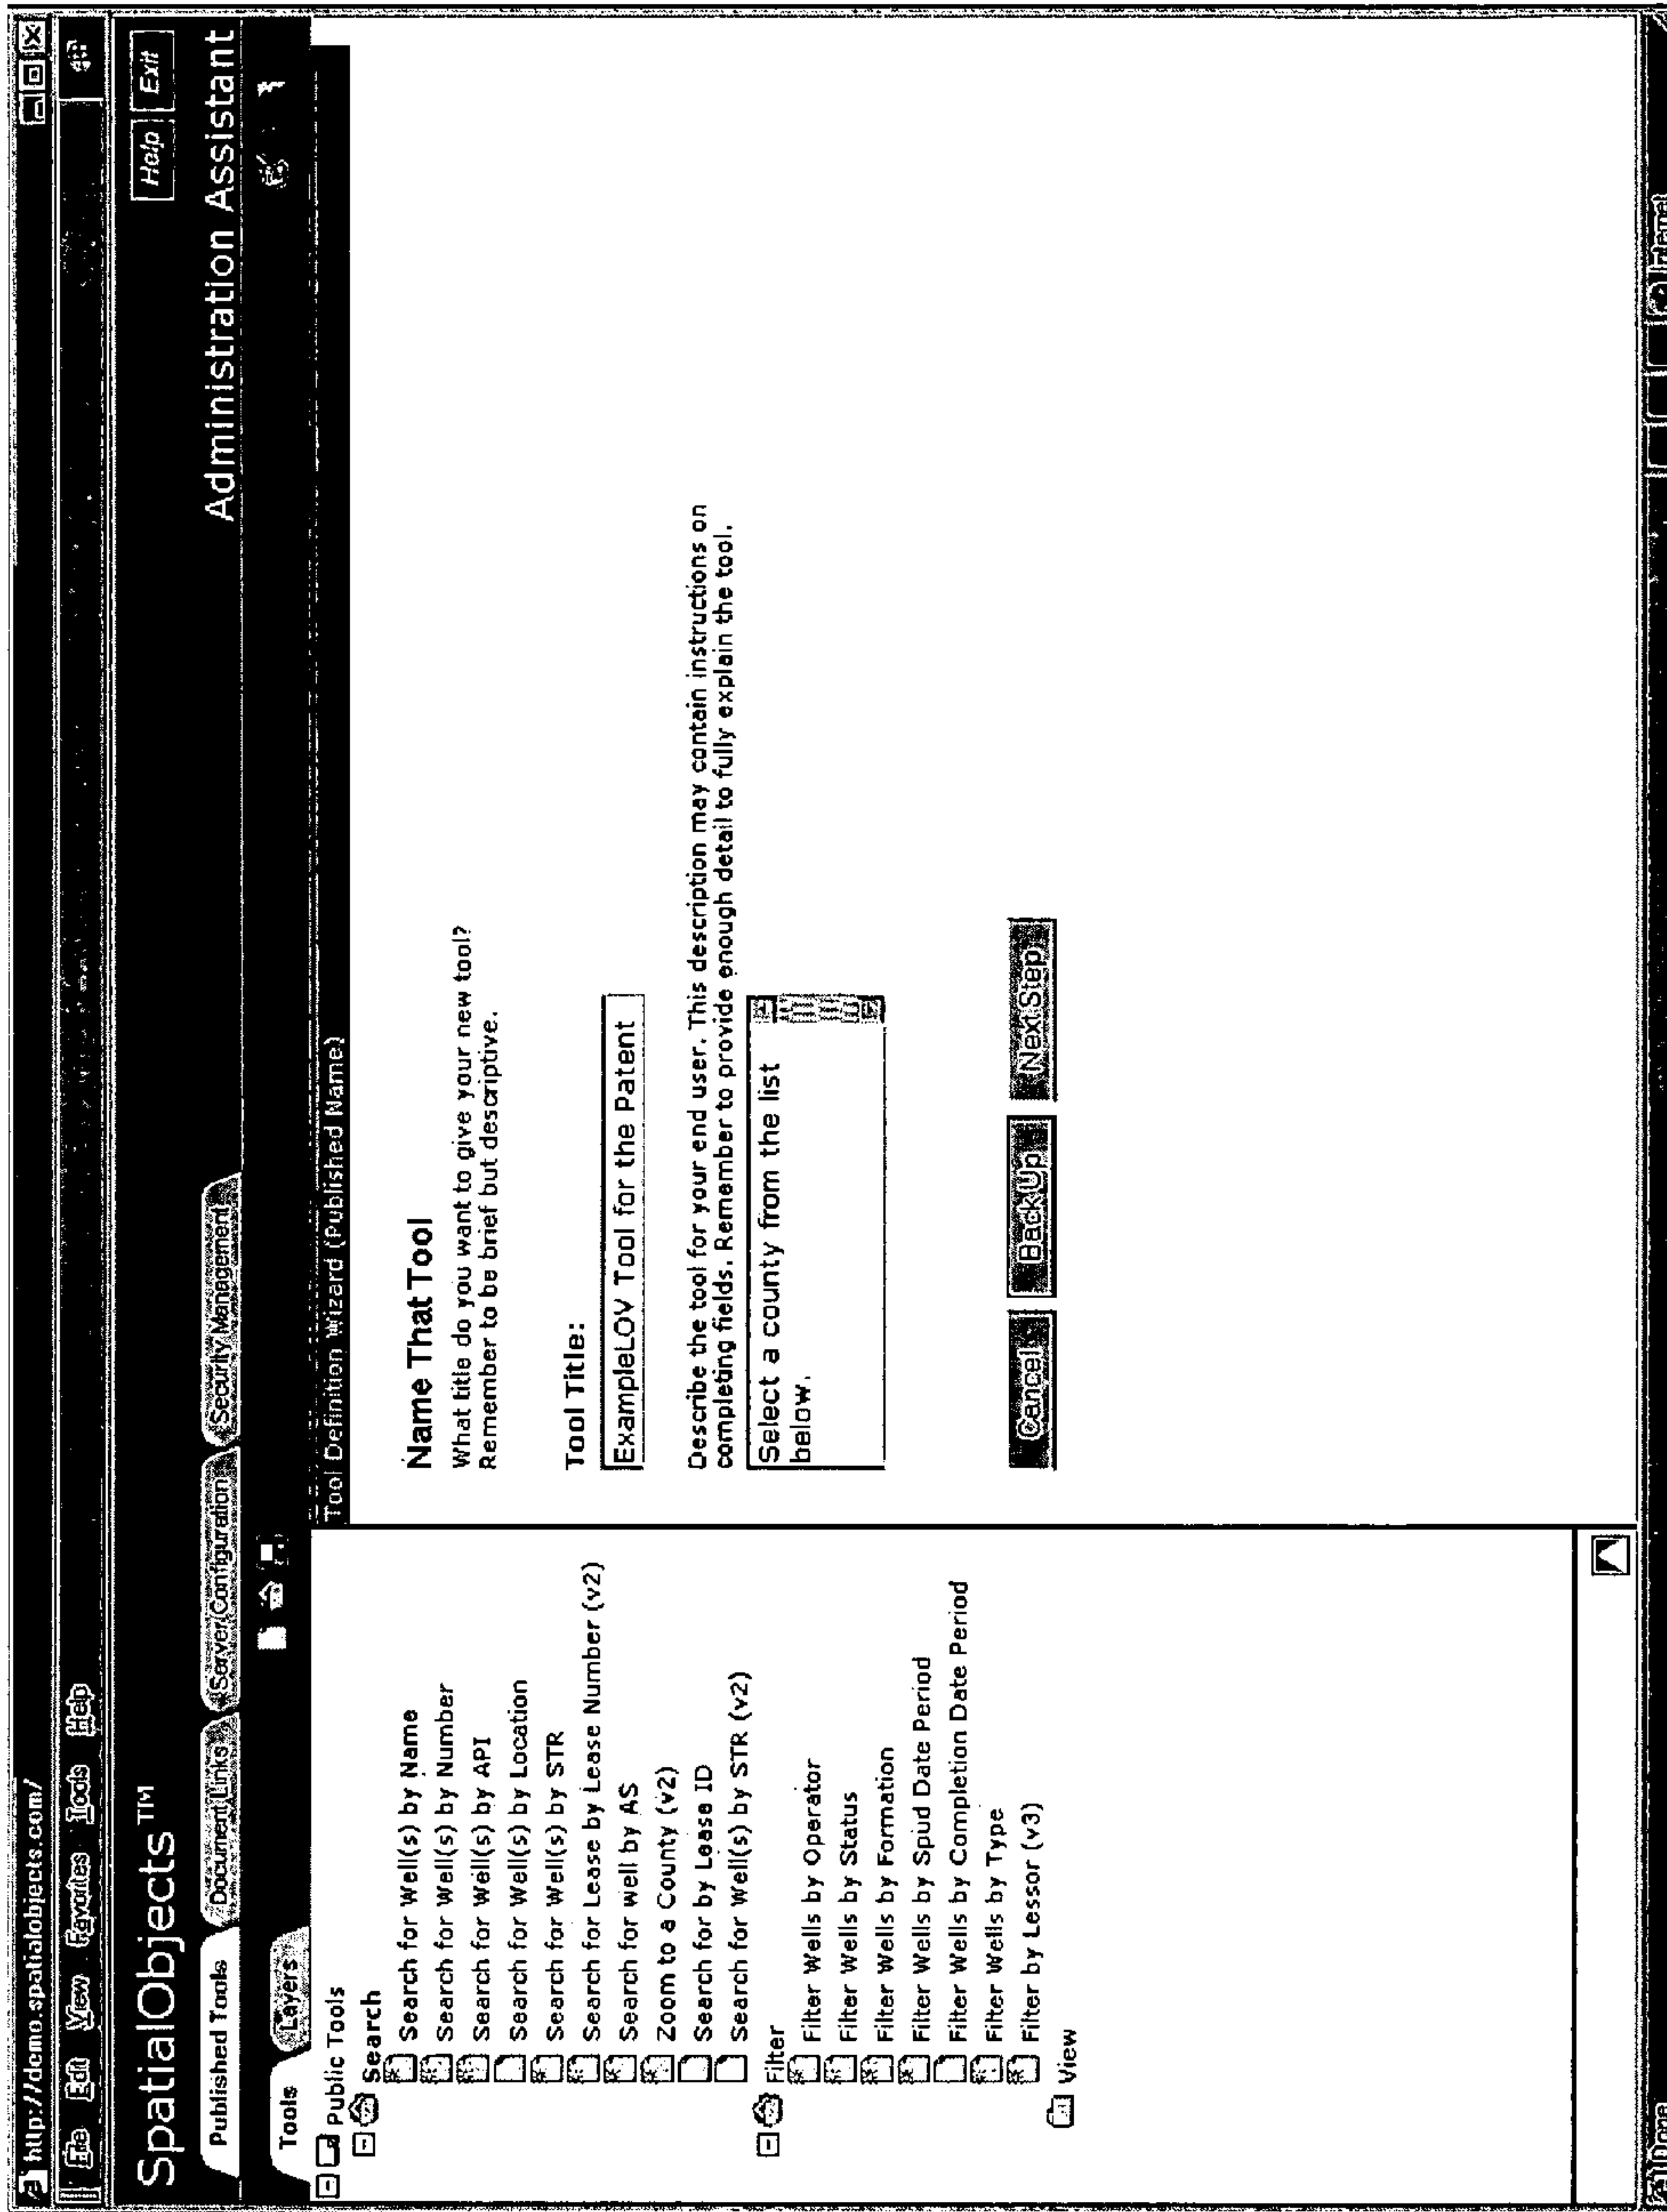 http://demo.spatialobjects.com/
File Edit View Favorites Tools Help
SpatialObjects™
Help Exit
Administration Assistant
Published Tools Document Links Server Configuration Security Management
Tools Layers
Public Tools
Search
Search for Well(s) by Name
Search for Well(s) by Number
Search for Well(s) by API
Search for Well(s) by Location
Search for Well(s) by STR
Search for Lease by Lease Number (v2)
Search for well by AS
Zoom to a County (v2)
Search for by Lease ID
Search for Well(s) by STR (v2)
Filter
Filter Wells by Operator
Filter Wells by Status
Filter Wells by Formation
Filter Wells by Spud Date Period
Filter Wells by Completion Date Period
Filter Wells by Type
Filter by Lessor (v3)
View
Tool Definition Wizard (Published Name)
Name That Tool
What title do you want to give your new tool?
Remember to be brief but descriptive.
Tool Title:
ExampleLOV Tool for the Patent
Describe the tool for your end user. This description may contain instructions on
completing fields. Remember to provide enough detail to fully explain the tool.
Select a county from the list
below.
Cancel Back Up Next Step
Done Internet